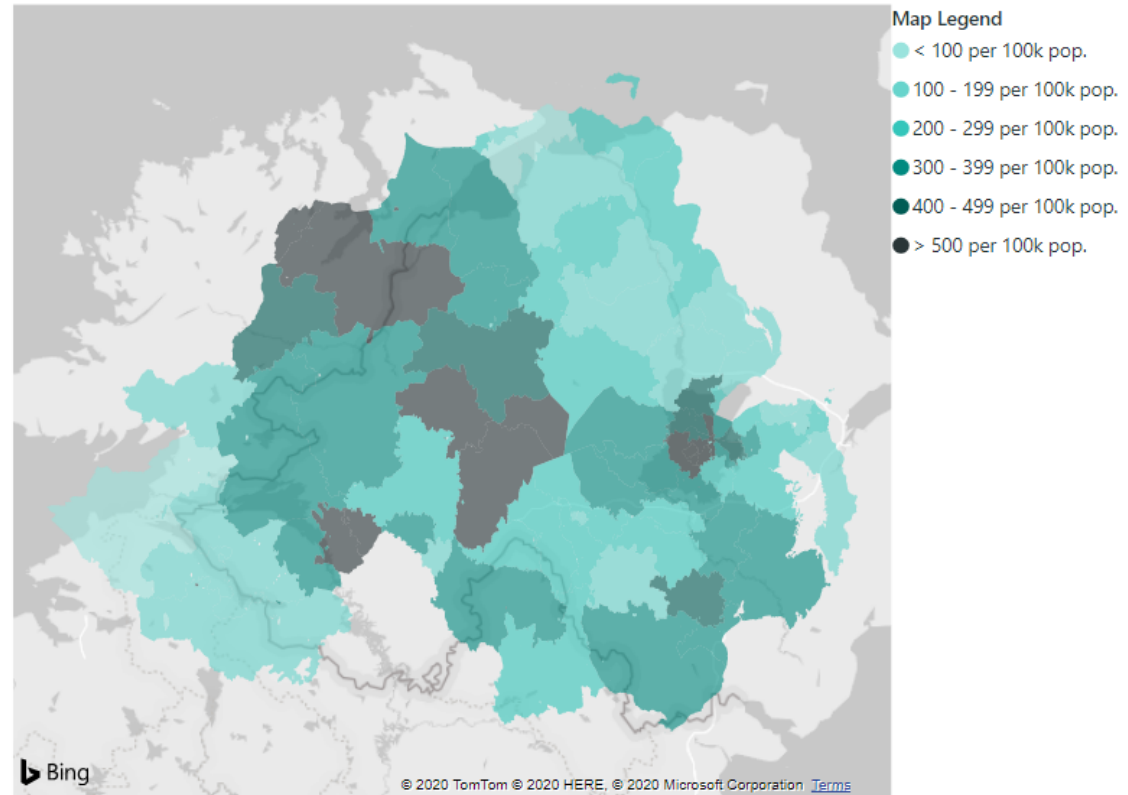 Map Legend
< 100 per 100k pop.
100 - 199 per 100k pop.
200 - 299 per 100k pop.
300 - 399 per 100k pop.
400 - 499 per 100k pop.
> 500 per 100k pop.
Bing
© 2020 TomTom © 2020 HERE, © 2020 Microsoft Corporation Terms